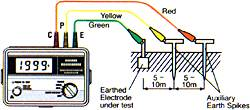 Red
Yellow
Green
C P E
1999
5 -
10m
5 -
10m
Earthed
Electrode
under test
Auxiliary
Earth Spikes